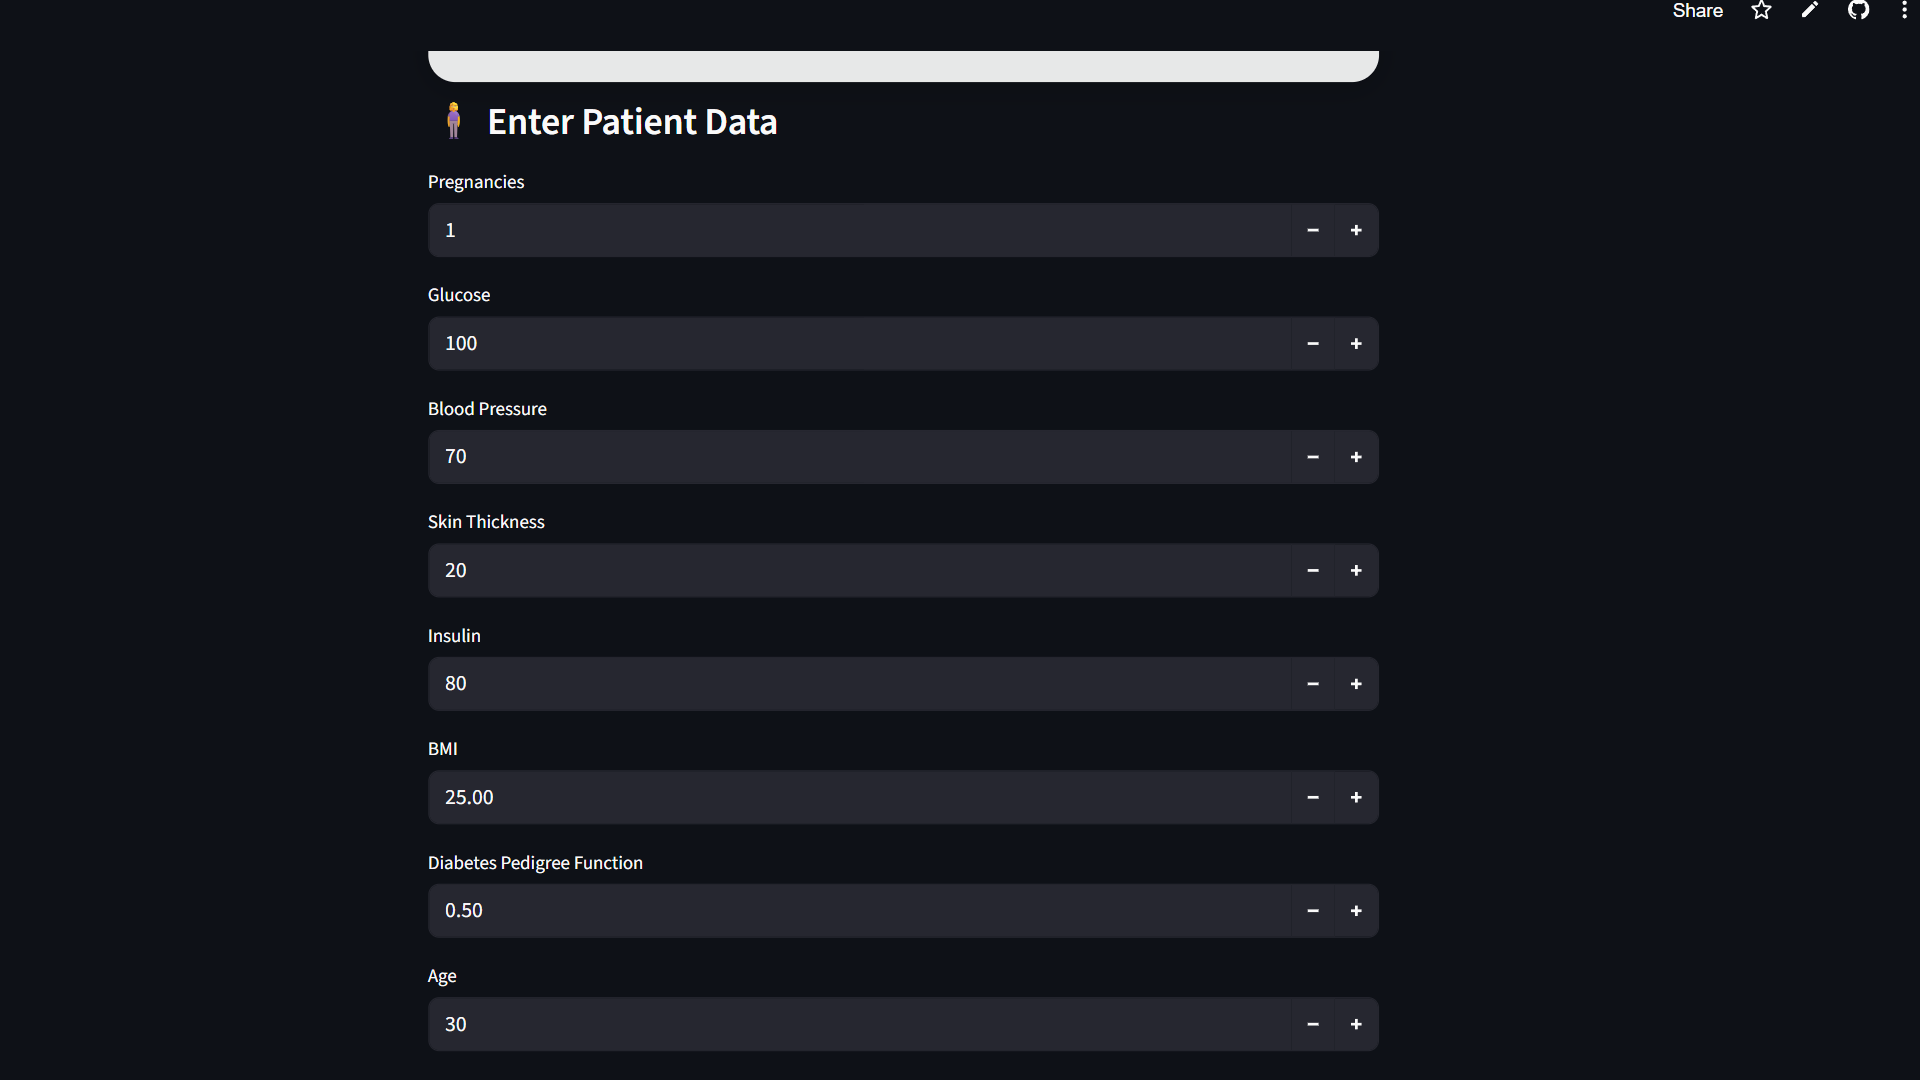 Share
Enter Patient Data
Pregnancies
1
Glucose
100
Blood Pressure
70
Skin Thickness
20
Insulin
80
BMI
25.00
Diabetes Pedigree Function
0.50
Age
30